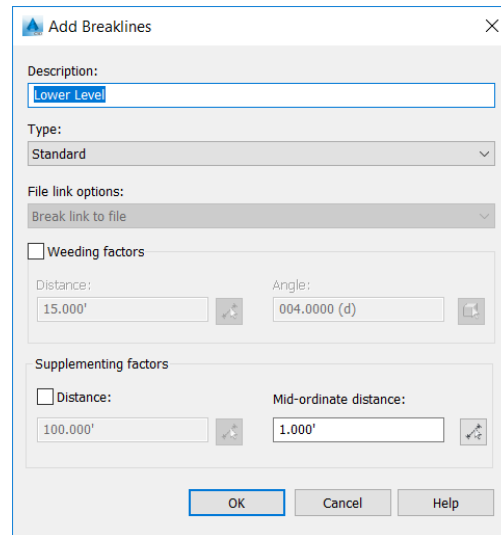 Add Breaklines
Description:
Lower Level
Type:
Standard
File link options:
Break link to file
Weeding factors
Distance: Angle:
15.000' 004.0000 (d)
Supplementing factors
Distance: Mid-ordinate distance:
100.000' 1.000'
OK Cancel Help